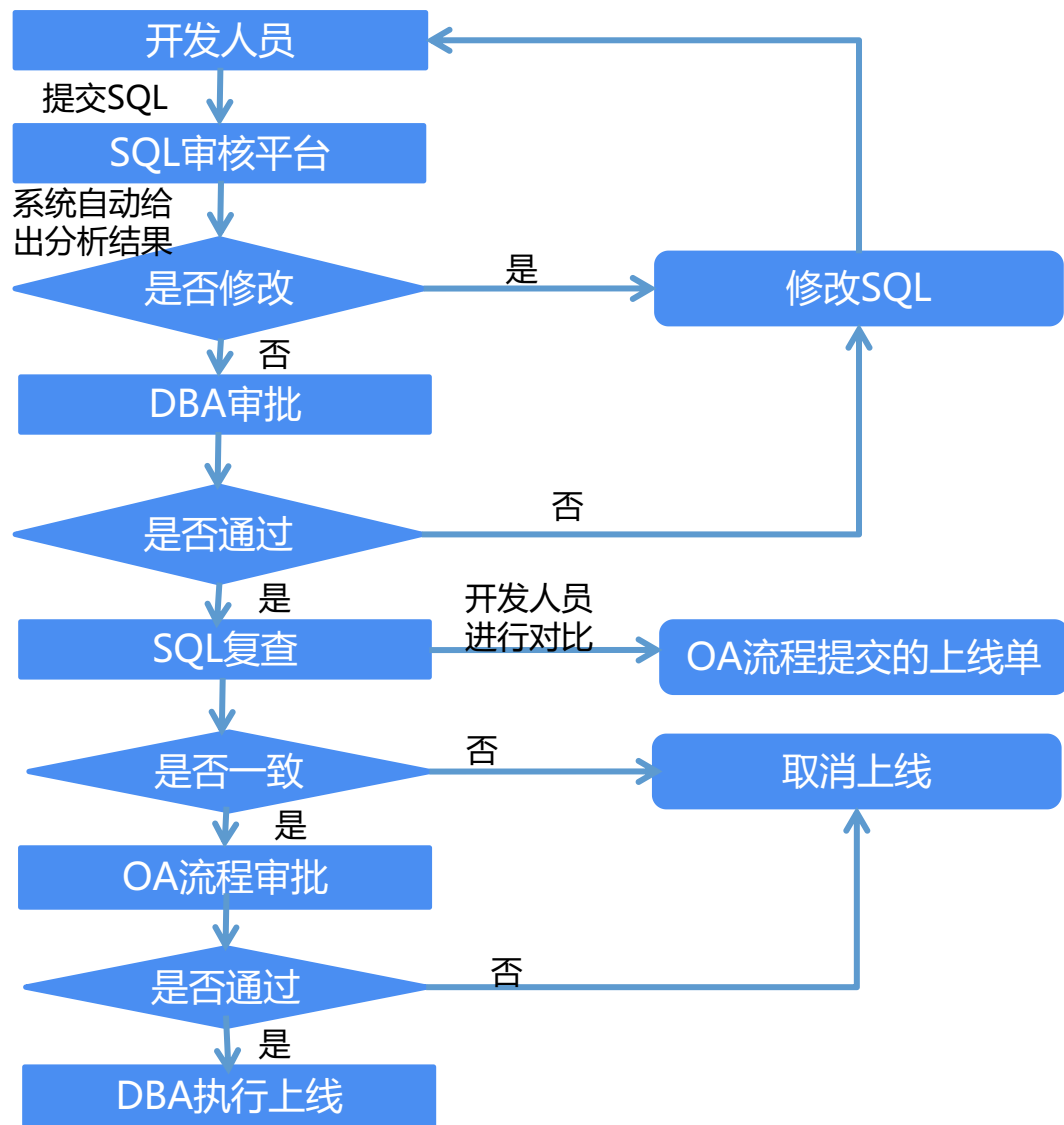 开发人员
提交SQL
SQL审核平台
系统自动给
出分析结果
是否修改
是
修改SQL
否
DBA审批
是否通过
否
是
SQL复查
开发人员
进行对比
OA流程提交的上线单
是否一致
否
取消上线
是
OA流程审批
是否通过
否
是
DBA执行上线